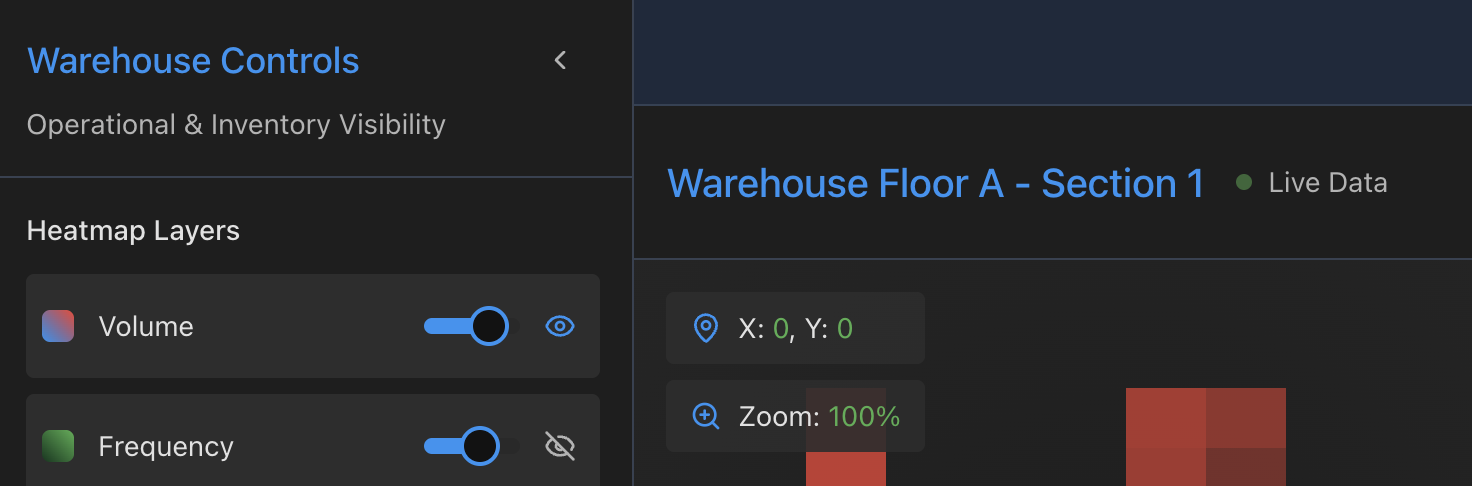 Warehouse Controls
Operational & Inventory Visibility
Heatmap Layers
Volume
Frequency
Warehouse Floor A - Section 1
Live Data
X: 0, Y: 0
Zoom: 100%